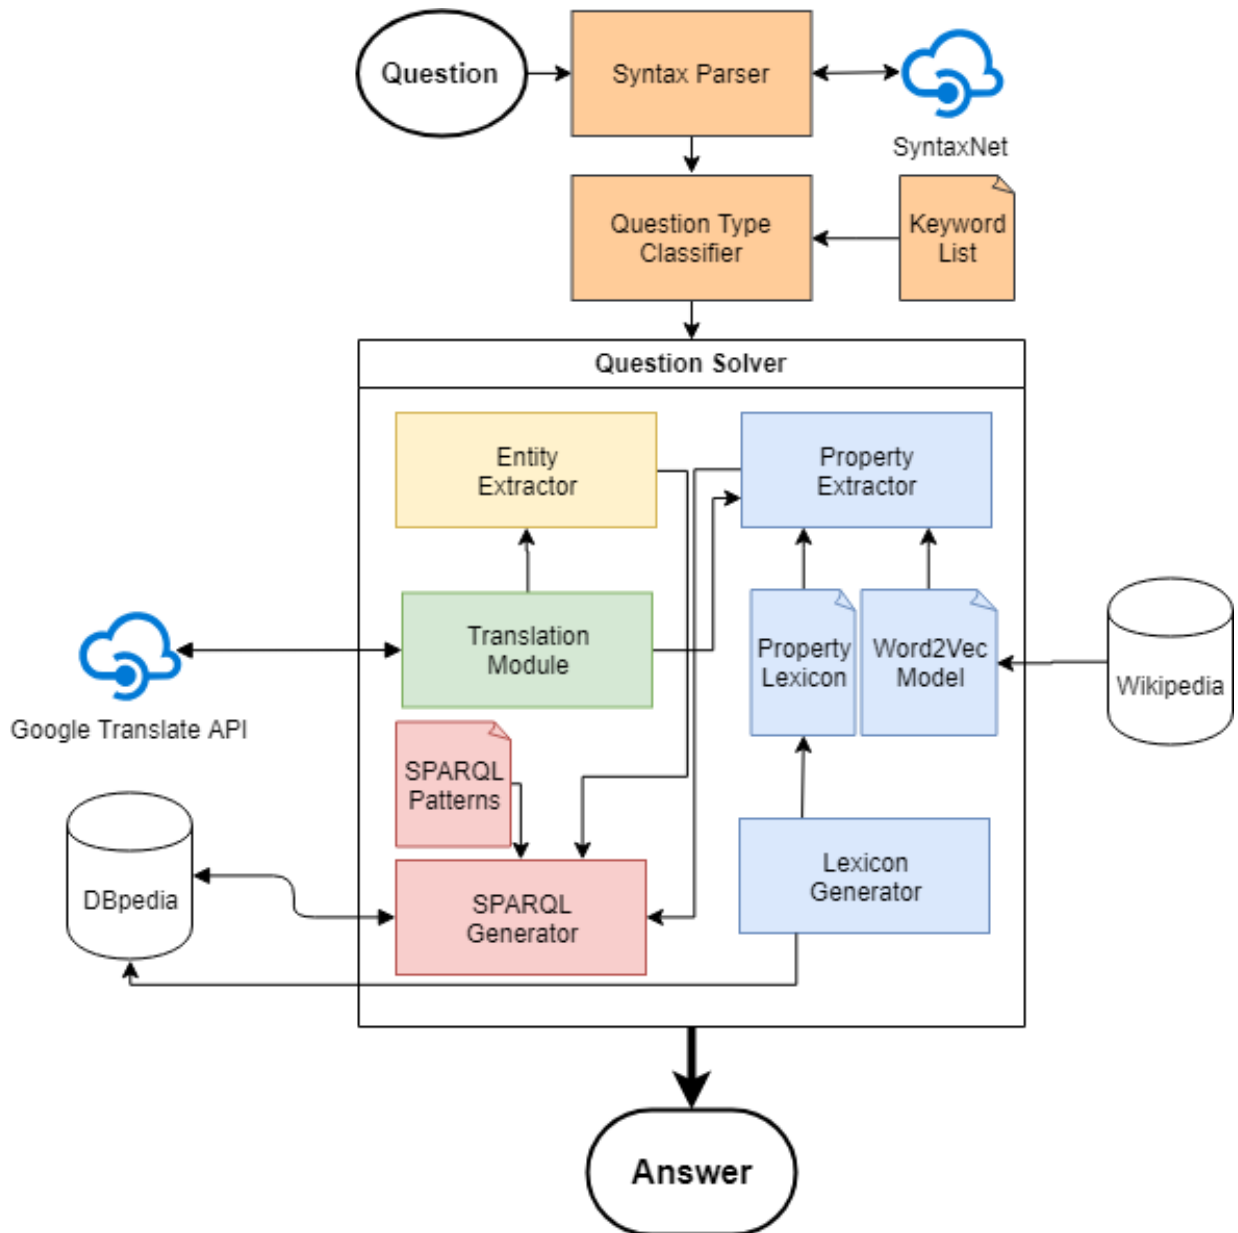 Question
Syntax Parser
SyntaxNet
Question Type
Classifier
Keyword
List
Question Solver
Entity
Extractor
Property
Extractor
Translation
Module
Property
Lexicon
Word2Vec
Model
Wikipedia
Google Translate API
SPARQL
Patterns
DBpedia
SPARQL
Generator
Lexicon
Generator
Answer